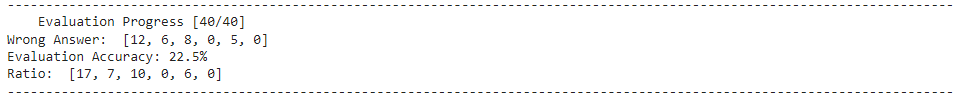 Evaluation Progress [40/40]
Wrong Answer:  [12, 6, 8, 0, 5, 0]
Evaluation Accuracy: 22.5%
Ratio:  [17, 7, 10, 0, 6, 0]